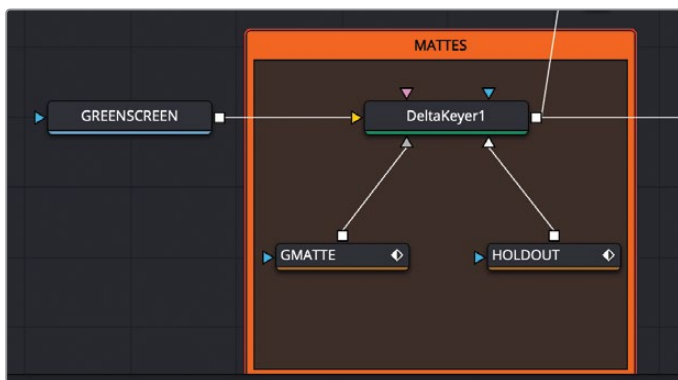 MATTES
GREENSCREEN
DeltaKeyer1
GMATTE
HOLDOUT